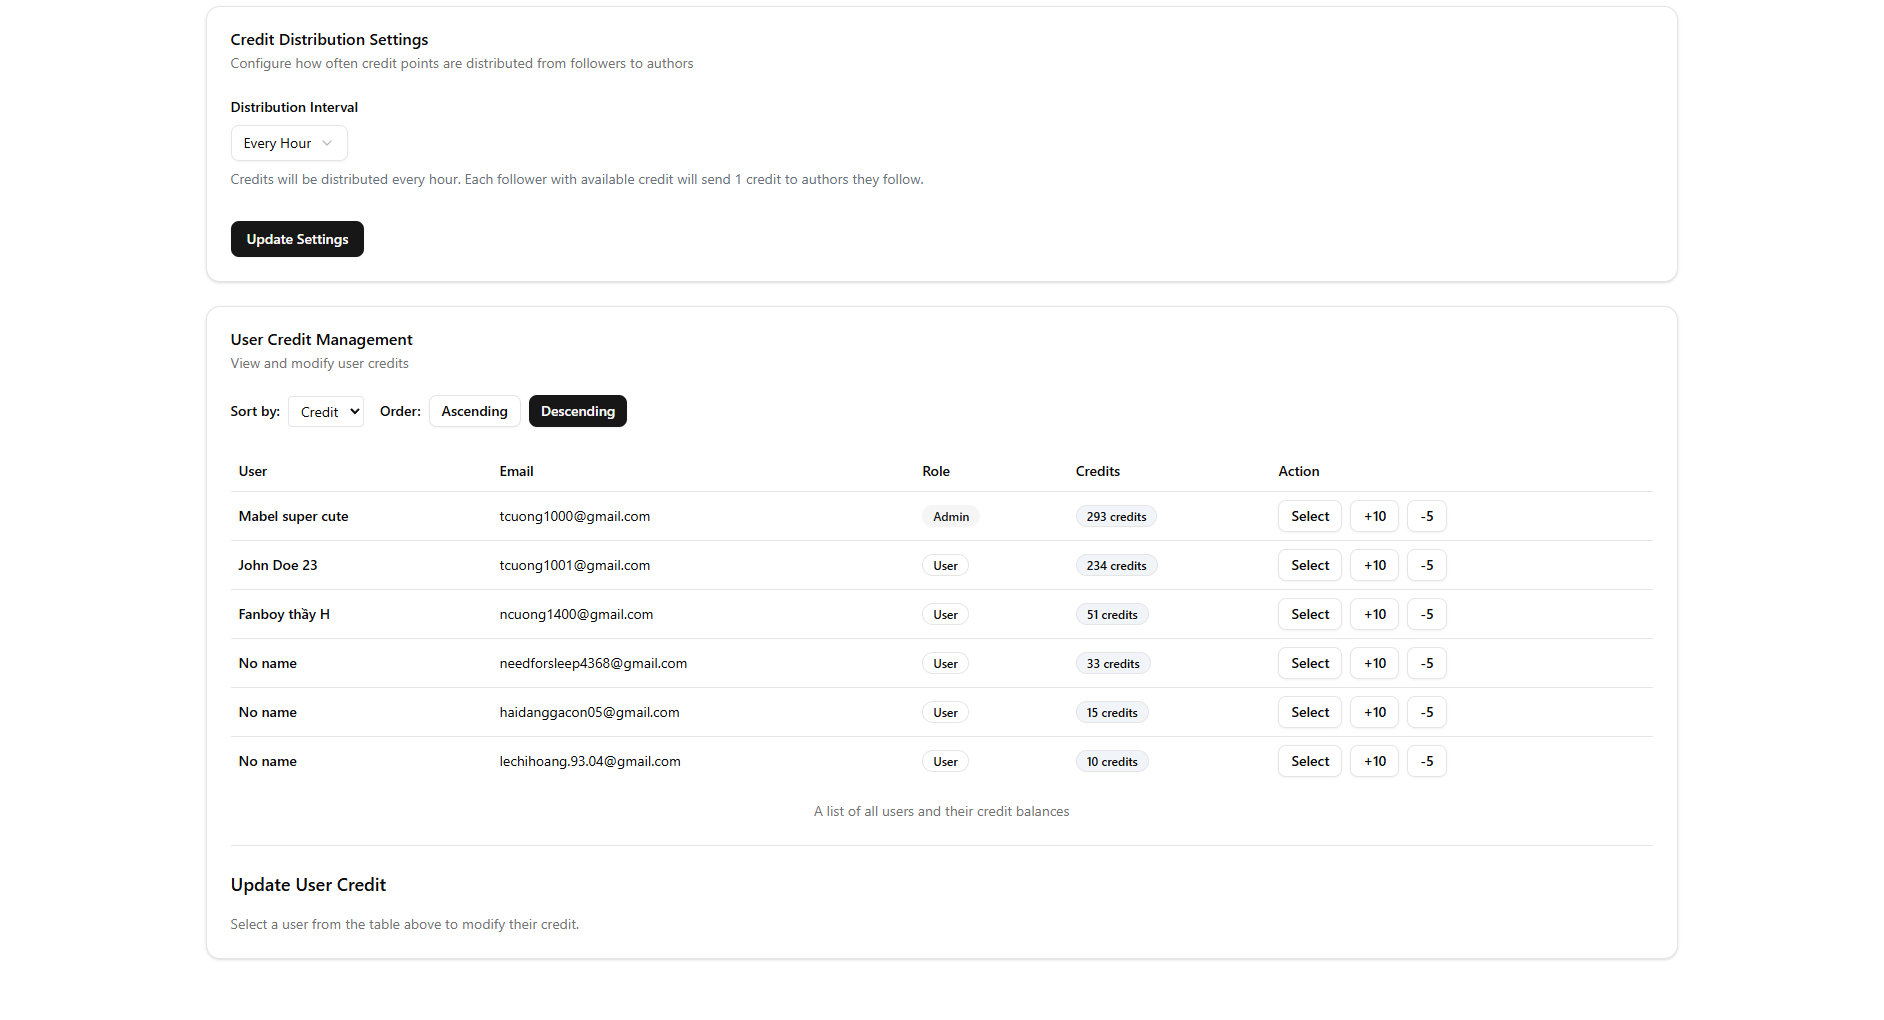 Credit Distribution Settings
Configure how often credit points are distributed from followers to authors
Distribution Interval
Every Hour
Credits will be distributed every hour. Each follower with available credit will send 1 credit to authors they follow.
Update Settings
User Credit Management
View and modify user credits
Sort by: Credit Order: Ascending Descending
User Email Role Credits Action
Mabel super cute tcuong1000@gmail.com Admin 293 credits Select +10 -5
John Doe 23 tcuong1001@gmail.com User 234 credits Select +10 -5
Fanboy thầy H ncuong1400@gmail.com User 51 credits Select +10 -5
No name needforsleep4368@gmail.com User 33 credits Select +10 -5
No name haidanggacon05@gmail.com User 15 credits Select +10 -5
No name lechihoang.93.04@gmail.com User 10 credits Select +10 -5
A list of all users and their credit balances
Update User Credit
Select a user from the table above to modify their credit.